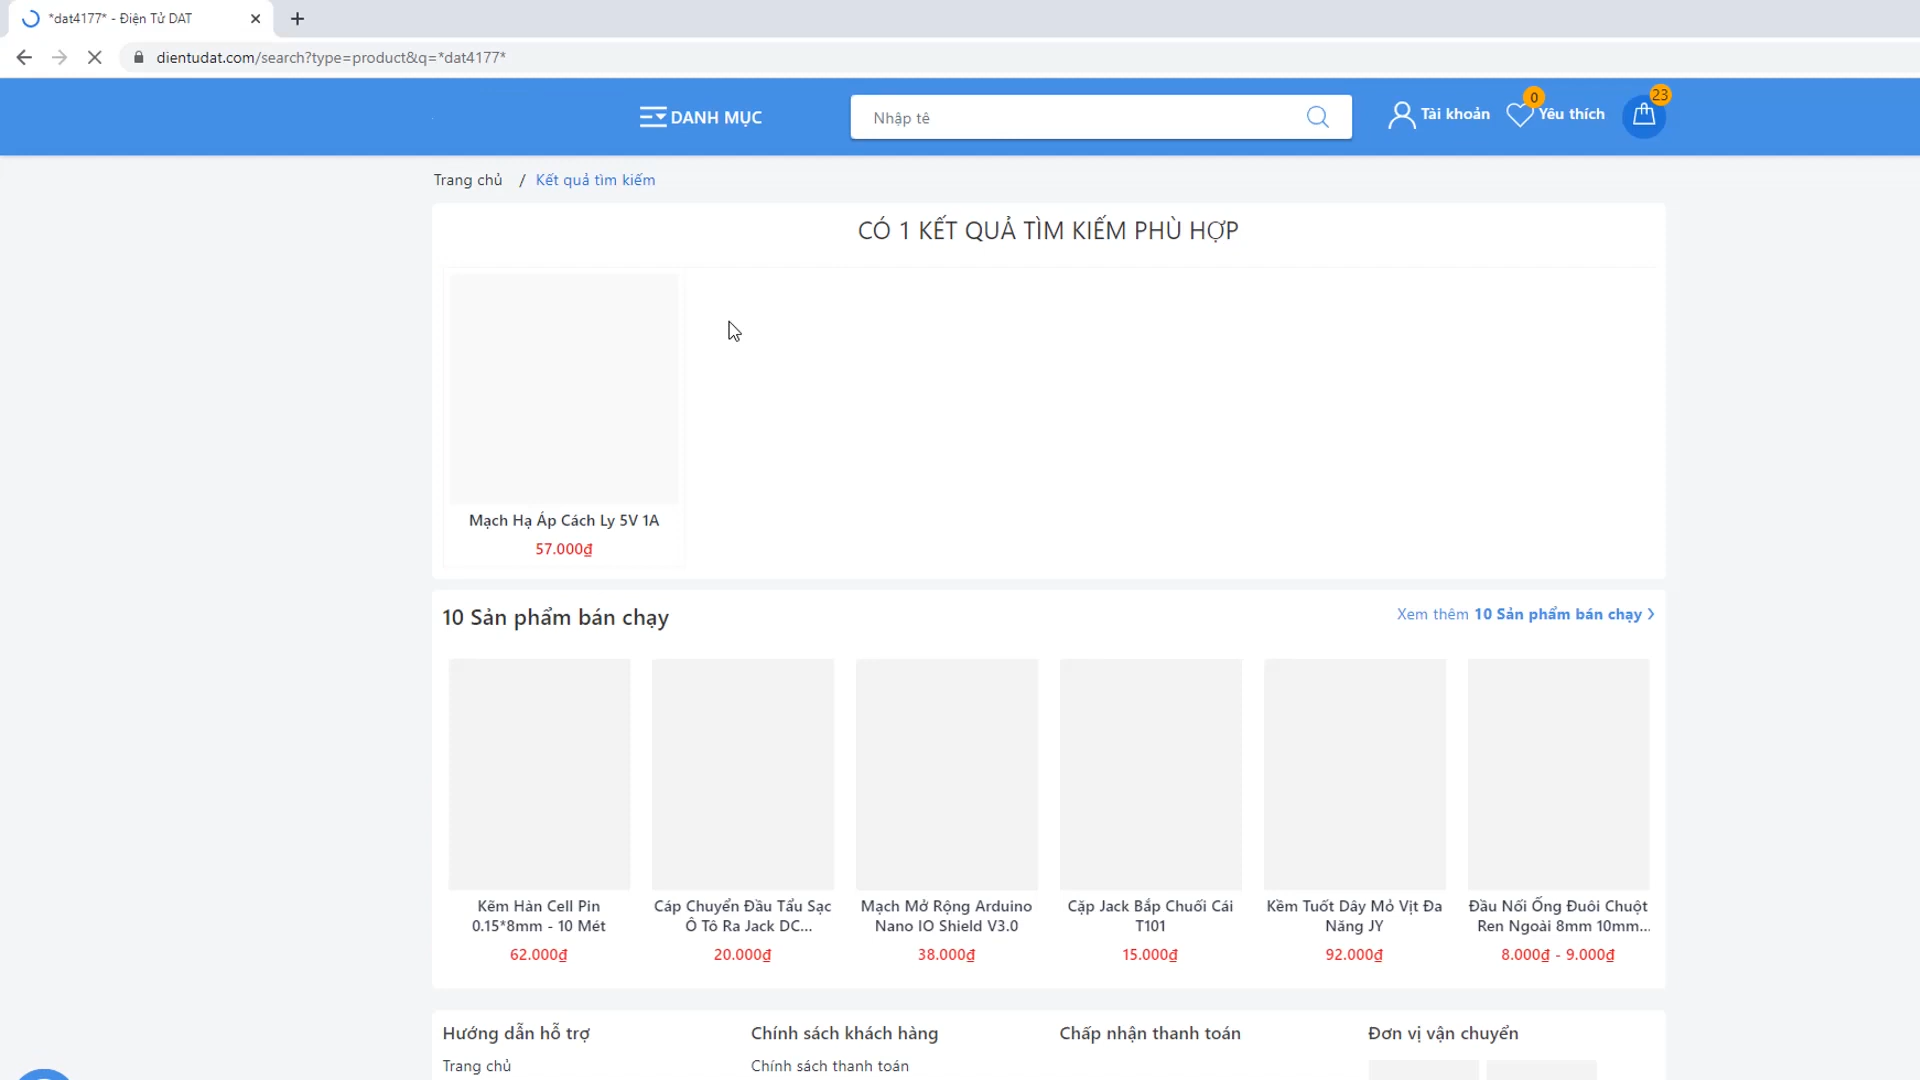 *dat4177* - Điện Tử DAT
dientudat.com/search?type=product&q=*dat4177*
DANH MỤC
Nhập tê
Tài khoản
0
Yêu thích
23
Trang chủ / Kết quả tìm kiếm
CÓ 1 KẾT QUẢ TÌM KIẾM PHÙ HỢP
Mạch Hạ Áp Cách Ly 5V 1A
57.000₫
10 Sản phẩm bán chạy
Xem thêm 10 Sản phẩm bán chạy
Kẽm Hàn Cell Pin
0.15*8mm - 10 Mét
62.000₫
Cáp Chuyển Đầu Tẩu Sạc
Ô Tô Ra Jack DC...
20.000₫
Mạch Mở Rộng Arduino
Nano IO Shield V3.0
38.000₫
Cặp Jack Bắp Chuối Cái
T101
15.000₫
Kềm Tuốt Dây Mỏ Vịt Đa
Năng JY
92.000₫
Đầu Nối Ống Đuôi Chuột
Ren Ngoài 8mm 10mm...
8.000₫ - 9.000₫
Hướng dẫn hỗ trợ
Trang chủ
Chính sách khách hàng
Chính sách thanh toán
Chấp nhận thanh toán
Đơn vị vận chuyển